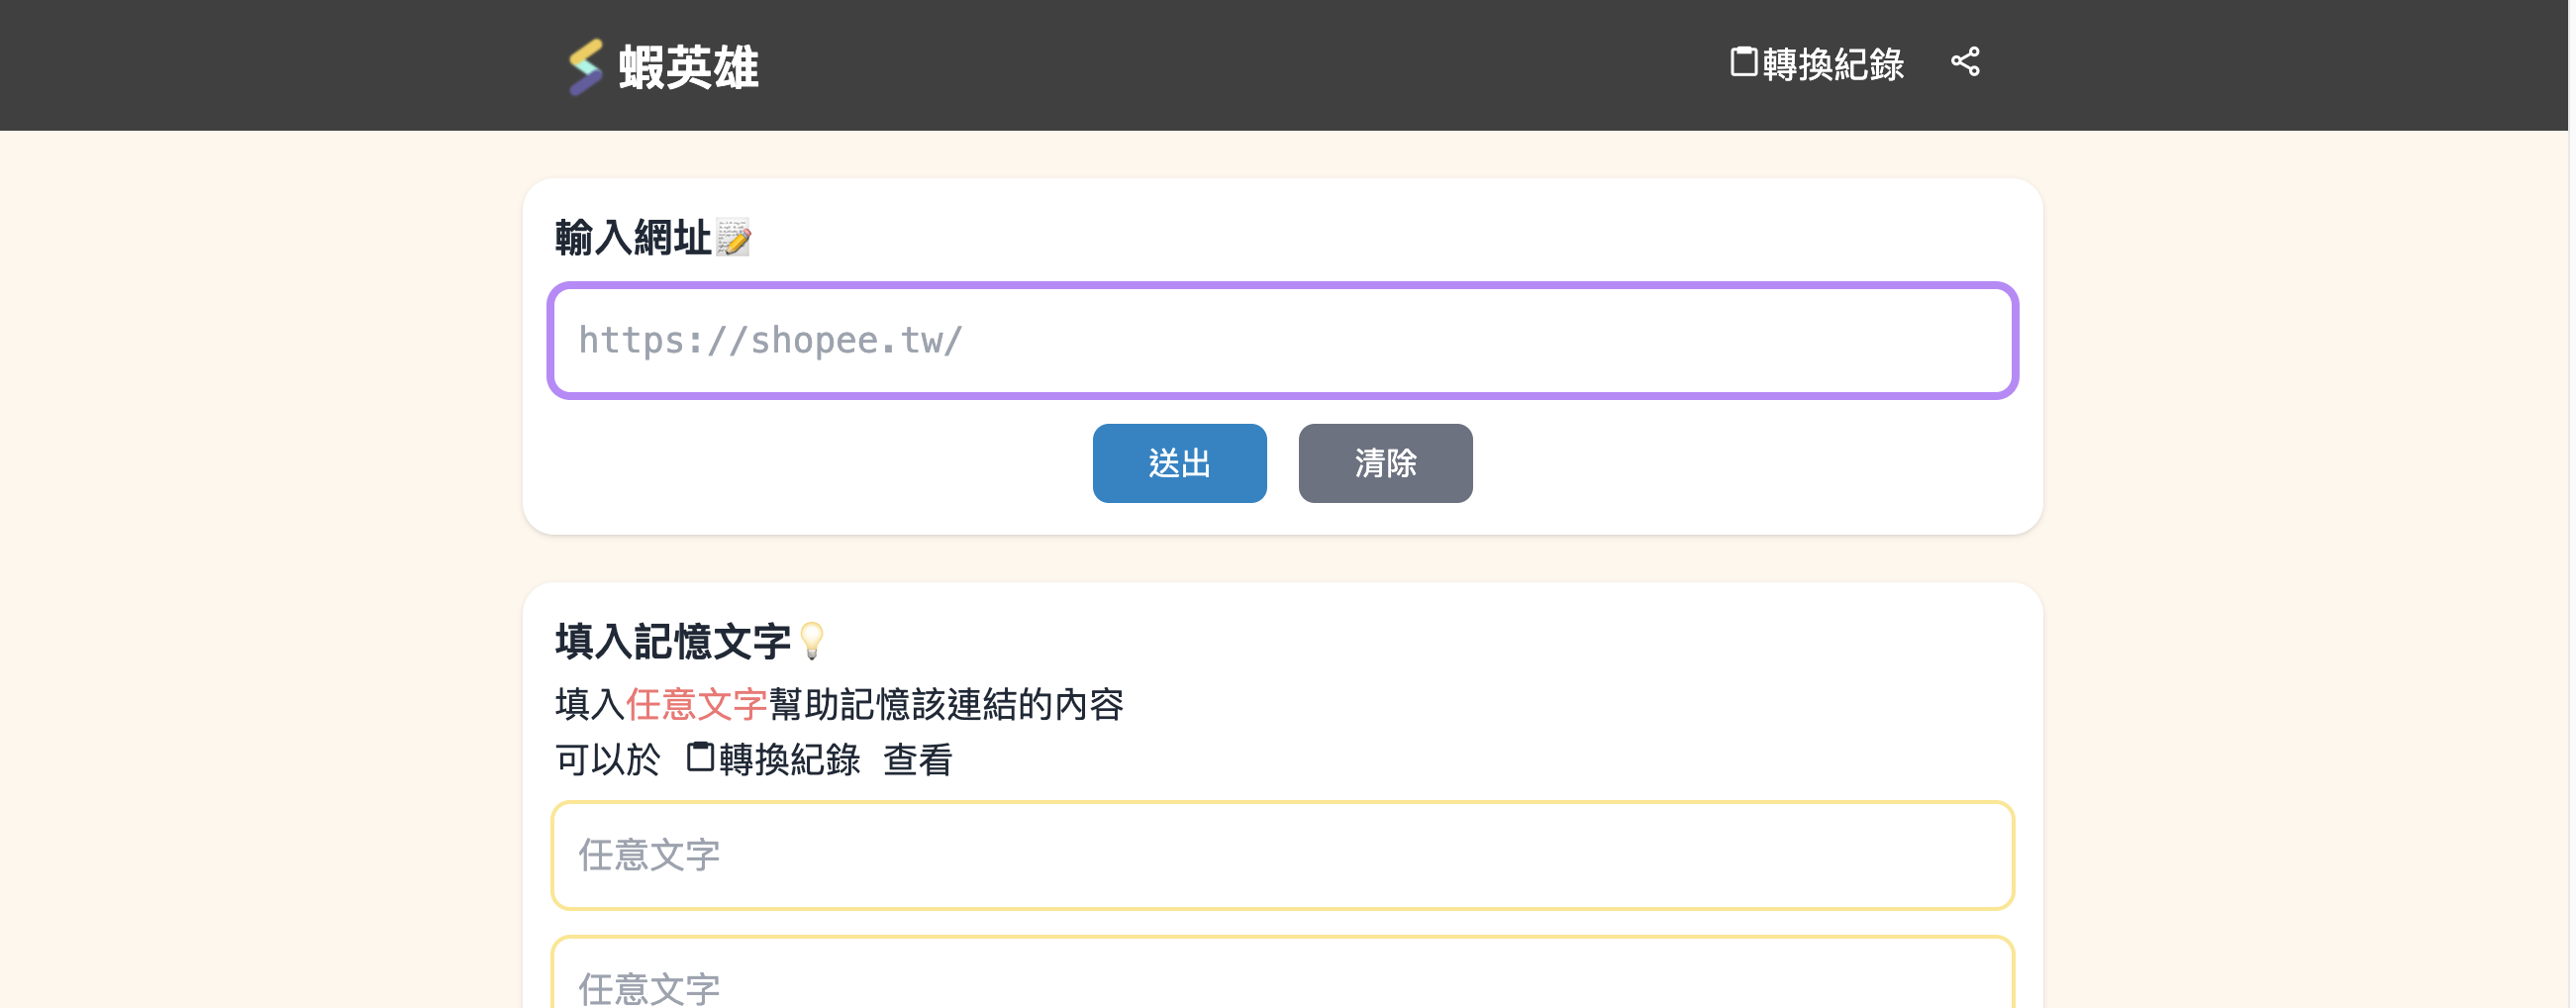 蝦英雄
轉換紀錄
輸入網址📝
https://shopee.tw/
送出
清除
填入記憶文字💡
填入任意文字幫助記憶該連結的內容
可以於 轉換紀錄 查看
任意文字
任意文字